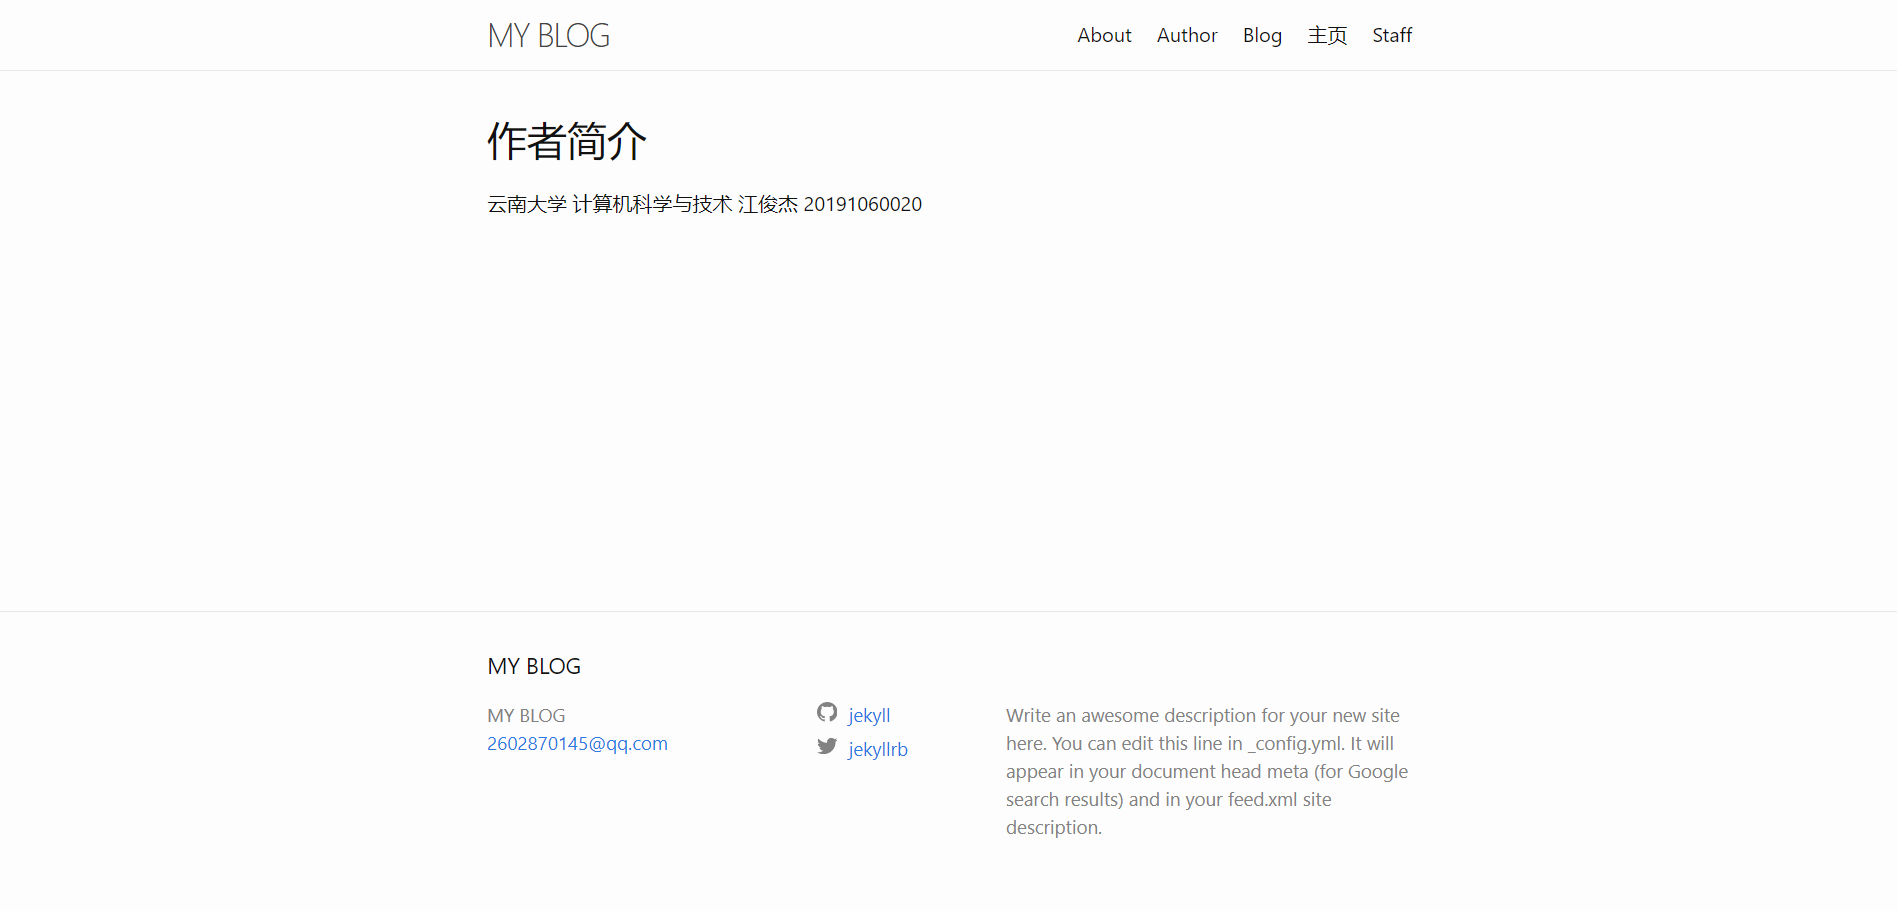 MY BLOG
About Author Blog 主页 Staff
作者简介
云南大学 计算机科学与技术 江俊杰 20191060020
MY BLOG
MY BLOG
2602870145@qq.com
jekyll
jekyllrb
Write an awesome description for your new site
here. You can edit this line in _config.yml. It will
appear in your document head meta (for Google
search results) and in your feed.xml site
description.